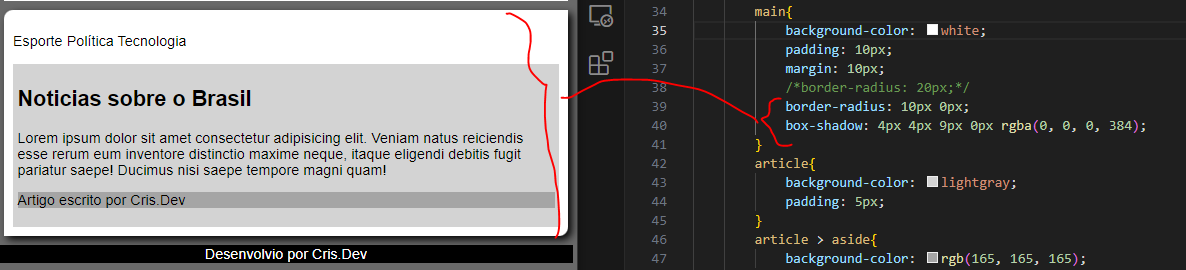 Esporte Política Tecnologia
Noticias sobre o Brasil
Lorem ipsum dolor sit amet consectetur adipisicing elit. Veniam natus reiciendis
esse rerum eum inventore distinctio maxime neque, itaque eligendi debitis fugit
pariatur saepe! Ducimus nisi saepe tempore magni quam!
Artigo escrito por Cris.Dev
Desenvolvio por Cris.Dev
34 main{
35 background-color: white;
36 padding: 10px;
37 margin: 10px;
38 /*border-radius: 20px;*/
39 border-radius: 10px 0px;
40 box-shadow: 4px 4px 9px 0px rgba(0, 0, 0, 384);
41 }
42 article{
43 background-color: lightgray;
44 padding: 5px;
45 }
46 article > aside{
47 background-color: rgb(165, 165, 165);